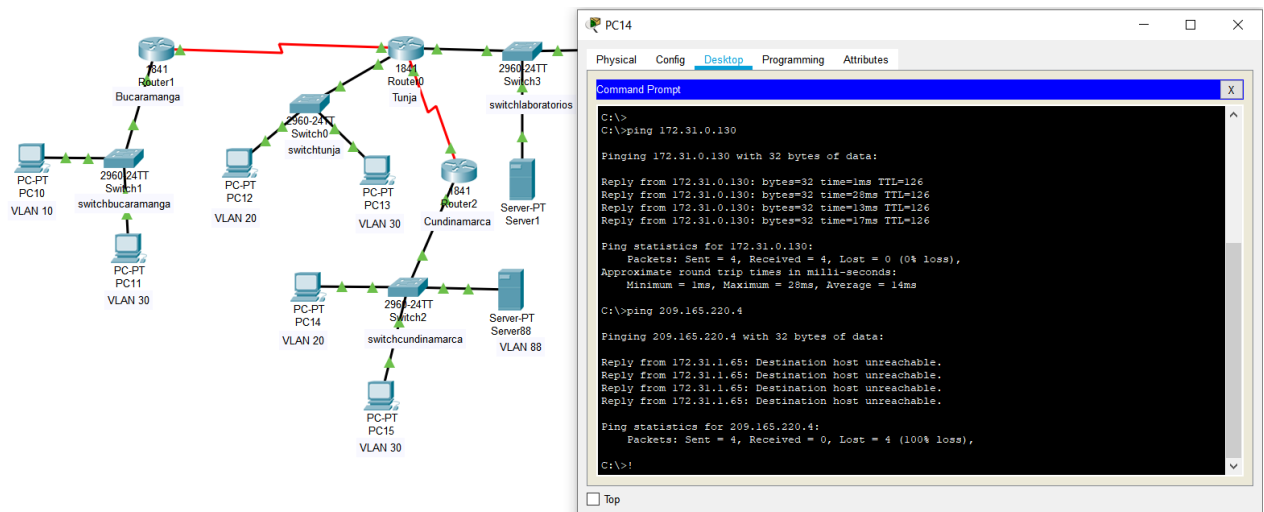 1841
Router1
Bucaramanga
1841
Router0
Tunja
2960-24TT
Switch3
switchlaboratorios
2960-24TT
Switch0
switchtunja
PC-PT
PC10
VLAN 10
2960-24TT
Switch1
switchbucaramanga
PC-PT
PC12
VLAN 20
PC-PT
PC13
VLAN 30
1841
Router2
Cundinamarca
Server-PT
Server1
PC-PT
PC11
VLAN 30
PC-PT
PC14
VLAN 20
2960-24TT
Switch2
switchcundinamarca
Server-PT
Server88
VLAN 88
PC-PT
PC15
VLAN 30
PC14
Physical Config Desktop Programming Attributes
Command Prompt X
C:\>
C:\>ping 172.31.0.130
Pinging 172.31.0.130 with 32 bytes of data:
Reply from 172.31.0.130: bytes=32 time=1ms TTL=126
Reply from 172.31.0.130: bytes=32 time=28ms TTL=126
Reply from 172.31.0.130: bytes=32 time=13ms TTL=126
Reply from 172.31.0.130: bytes=32 time=17ms TTL=126
Ping statistics for 172.31.0.130:
Packets: Sent = 4, Received = 4, Lost = 0 (0% loss),
Approximate round trip times in milli-seconds:
Minimum = 1ms, Maximum = 28ms, Average = 14ms
C:\>ping 209.165.220.4
Pinging 209.165.220.4 with 32 bytes of data:
Reply from 172.31.1.65: Destination host unreachable.
Reply from 172.31.1.65: Destination host unreachable.
Reply from 172.31.1.65: Destination host unreachable.
Reply from 172.31.1.65: Destination host unreachable.
Ping statistics for 209.165.220.4:
Packets: Sent = 4, Received = 0, Lost = 4 (100% loss),
C:\>!
Top